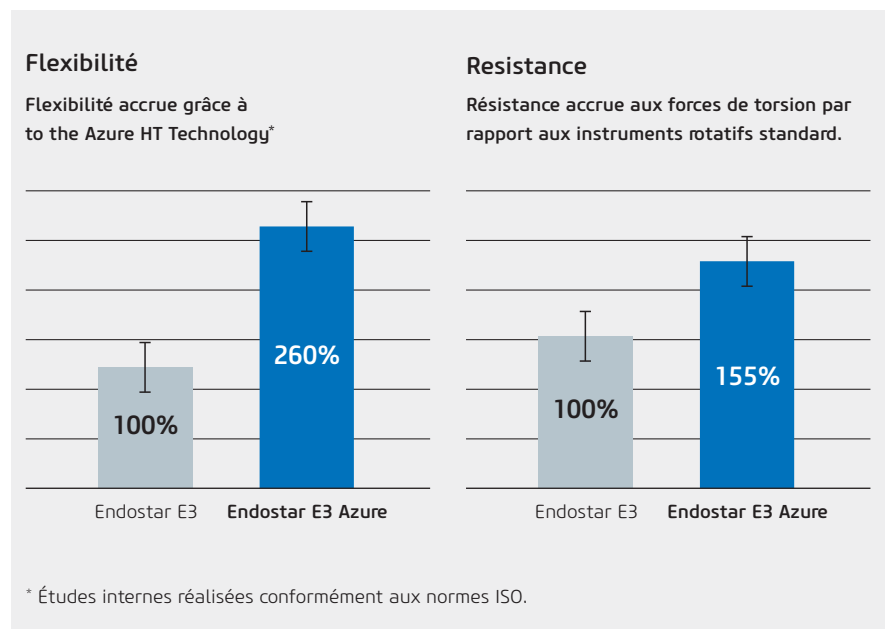 Flexibilité
Flexibilité accrue grâce à
to the Azure HT Technology*
260%
100%
Endostar E3
Endostar E3 Azure
Resistance
Résistance accrue aux forces de torsion par
rapport aux instruments rotatifs standard.
155%
100%
Endostar E3
Endostar E3 Azure
* Études internes réalisées conformément aux normes ISO.